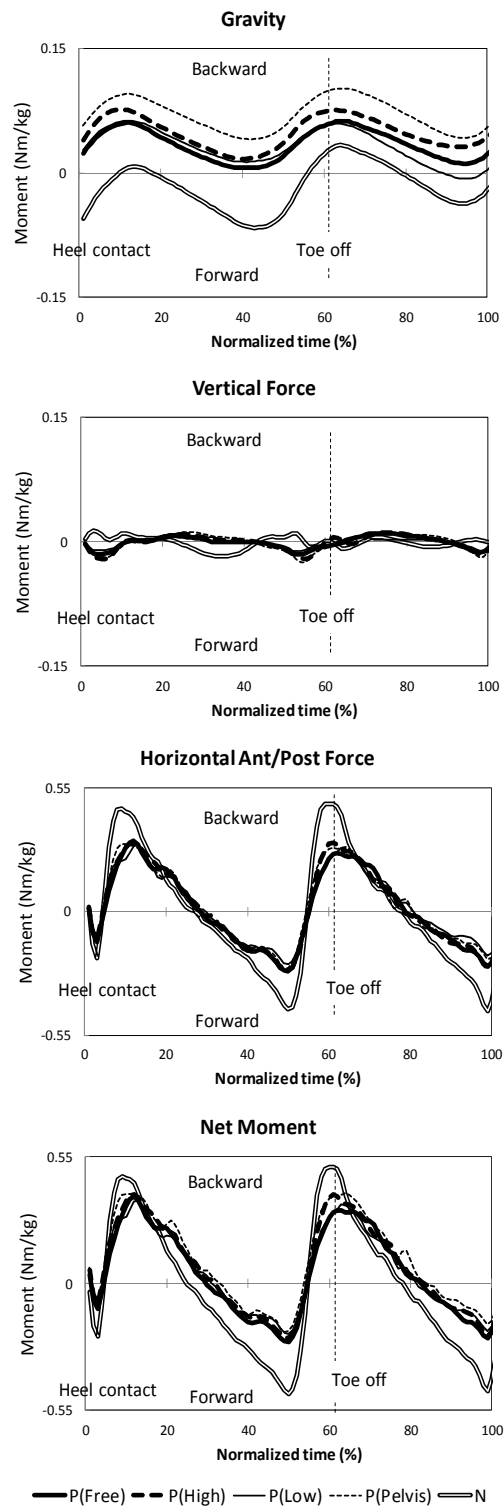 Gravity
0.15
Backward
Moment (Nm/kg)
0
Heel contact
Toe off
Forward
-0.15
0 20 40 60 80 100
Normalized time (%)
Vertical Force
0.15
Backward
Moment (Nm/kg)
0
Heel contact
Toe off
Forward
-0.15
0 20 40 60 80 100
Normalized time (%)
Horizontal Ant/Post Force
0.55
Backward
Moment (Nm/kg)
0
Heel contact
Toe off
Forward
-0.55
0 20 40 60 80 100
Normalized time (%)
Net Moment
0.55
Backward
Moment (Nm/kg)
0
Heel contact
Toe off
Forward
-0.55
0 20 40 60 80 100
Normalized time (%)
P(Free) P(High) P(Low) P(Pelvis) N